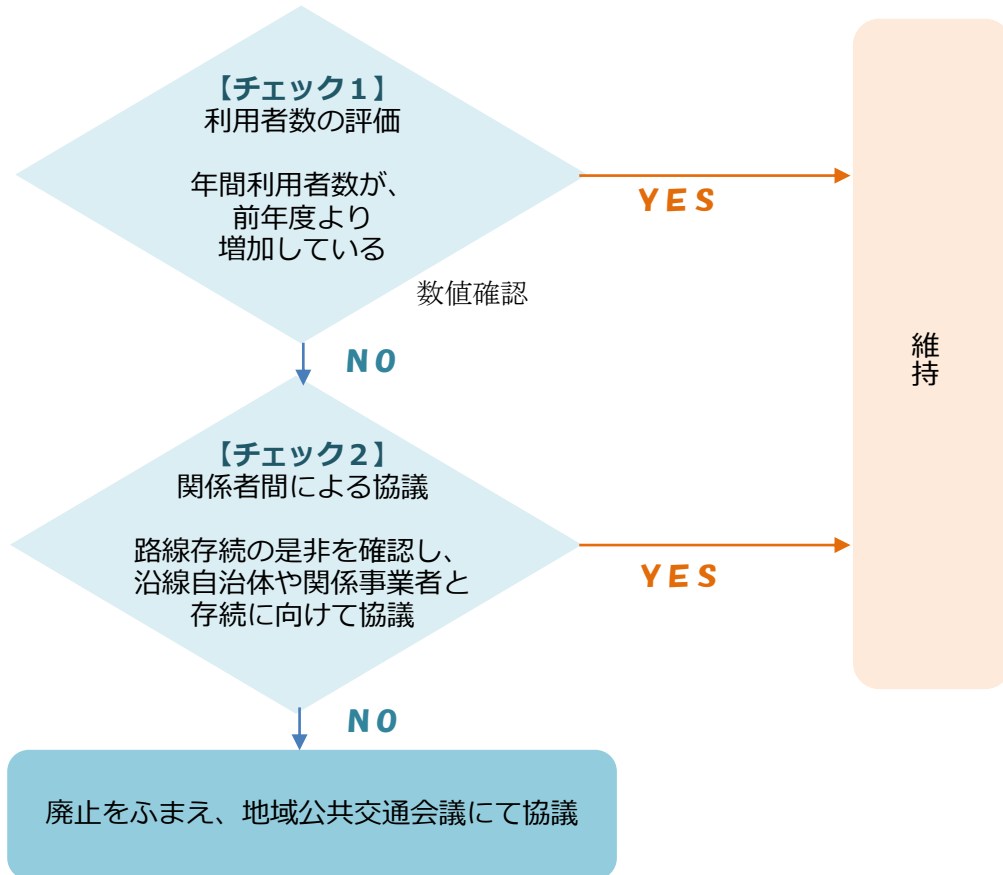 【チェック１】
利用者数の評価
年間利用者数が、
前年度より
増加している
YES
数値確認
NO
【チェック２】
関係者間による協議
路線存続の是非を確認し、
沿線自治体や関係事業者と
存続に向けて協議
YES
維持
NO
廃止をふまえ、地域公共交通会議にて協議